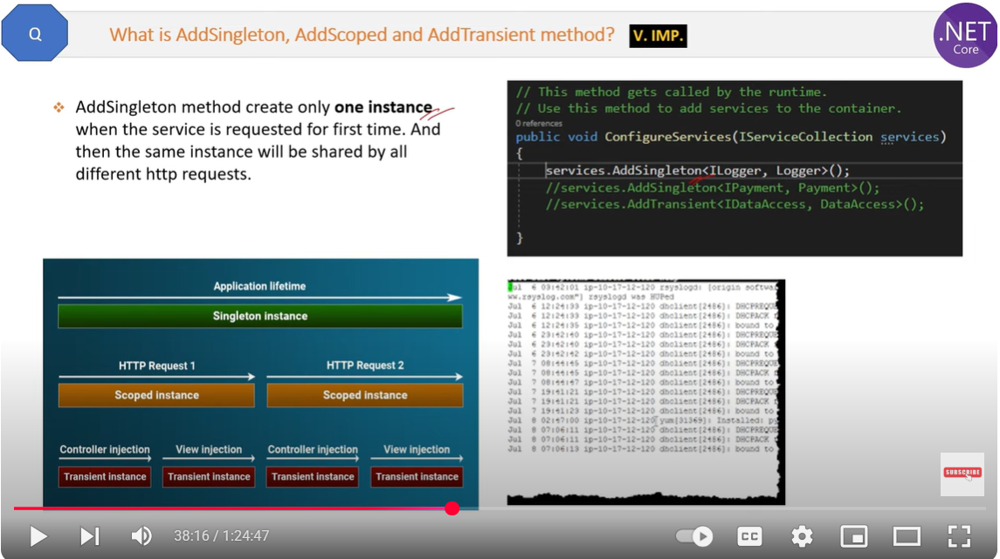 Q
What is AddSingleton, AddScoped and AddTransient method?
V. IMP.
.NET
Core
AddSingleton method create only one instance
when the service is requested for first time. And
then the same instance will be shared by all
different http requests.
// This method gets called by the runtime.
// Use this method to add services to the container.
0 references
public void ConfigureServices(IServiceCollection services)
{
services.AddSingleton<ILogger, Logger>();
//services.AddSingleton<IPayment, Payment>();
//services.AddTransient<IDataAccess, DataAccess>();
}
Application lifetime
Singleton instance
HTTP Request 1
HTTP Request 2
Scoped instance
Scoped instance
Controller injection
View injection
Controller injection
View injection
Transient instance
Transient instance
Transient instance
Transient instance
Jul 6 03:42:01 ip-10-17-12-120 rsyslogd: [origin softwa
ww.rsyslog.com"] rsyslogd was HUPed
Jul 6 12:24:33 ip-10-17-12-120 dhclient[2486]: DHCPREQUE
Jul 6 12:24:33 ip-10-17-12-120 dhclient[2486]: DHCPACK
Jul 6 12:24:35 ip-10-17-12-120 dhclient[2486]: bound to
Jul 6 23:42:40 ip-10-17-12-120 dhclient[2486]: DHCPREQUE
Jul 6 23:42:40 ip-10-17-12-120 dhclient[2486]: DHCPACK
Jul 6 23:42:42 ip-10-17-12-120 dhclient[2486]: bound to
Jul 7 08:44:45 ip-10-17-12-120 dhclient[2486]: DHCPREQUE
Jul 7 08:44:45 ip-10-17-12-120 dhclient[2486]: DHCPACK
Jul 7 08:44:47 ip-10-17-12-120 dhclient[2486]: bound to
Jul 7 19:41:21 ip-10-17-12-120 dhclient[2486]: DHCPREQUE
Jul 7 19:41:21 ip-10-17-12-120 dhclient[2486]: DHCPACK
Jul 7 19:41:23 ip-10-17-12-120 dhclient[2486]: bound to
Jul 8 02:47:00 ip-10-17-12-120 yum[31369]: Installed: py
Jul 8 07:06:11 ip-10-17-12-120 dhclient[2486]: DHCPREQUE
Jul 8 07:06:11 ip-10-17-12-120 dhclient[2486]: DHCPACK
Jul 8 07:06:13 ip-10-17-12-120 dhclient[2486]: bound to
SUBSCRIBE
38:16 / 1:24:47
CC